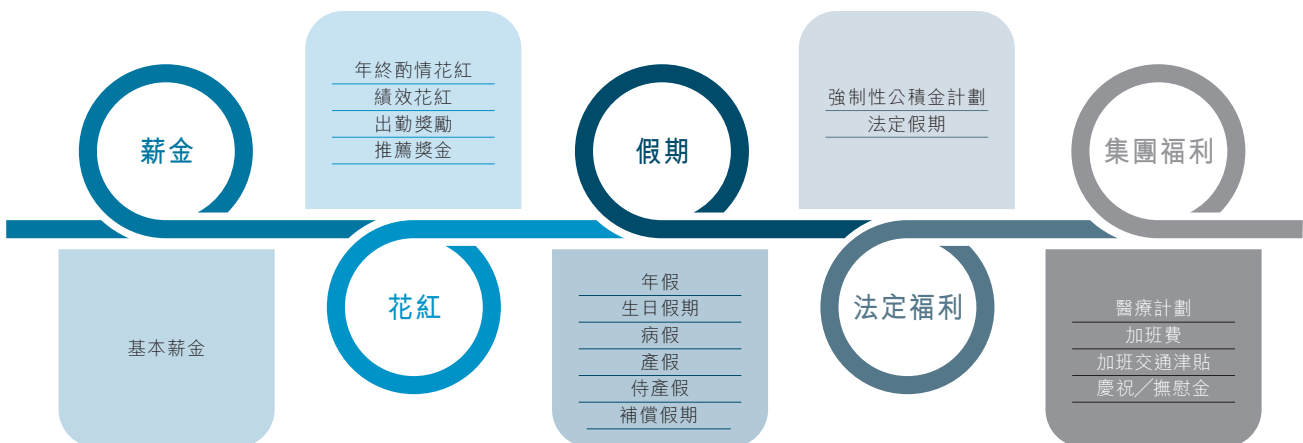 薪金
基本薪金
年終酌情花紅
績效花紅
出勤獎勵
推薦獎金
花紅
假期
年假
生日假期
病假
產假
侍產假
補償假期
強制性公積金計劃
法定假期
法定福利
集團福利
醫療計劃
加班費
加班交通津貼
慶祝／撫慰金